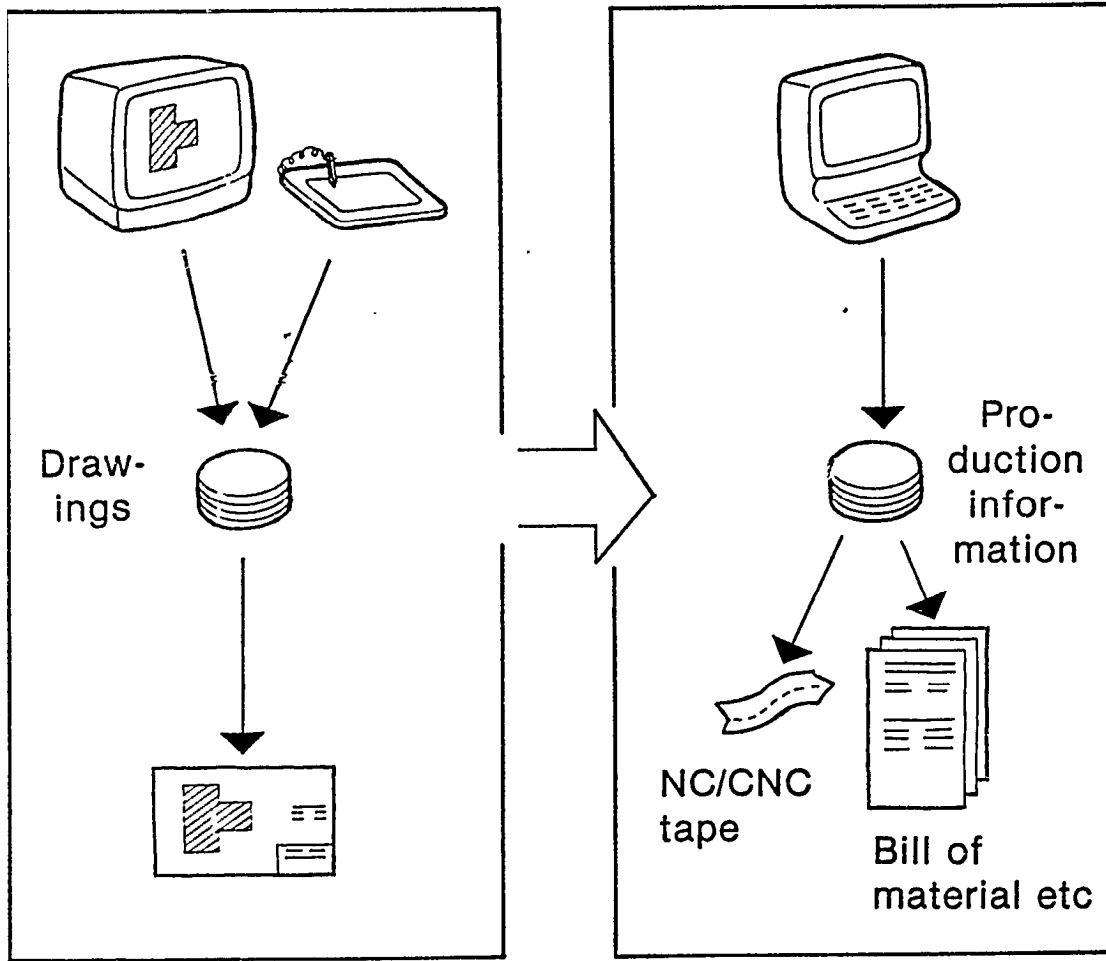 Draw-
ings
Pro-
duction
infor-
mation
NC/CNC
tape
Bill of
material etc